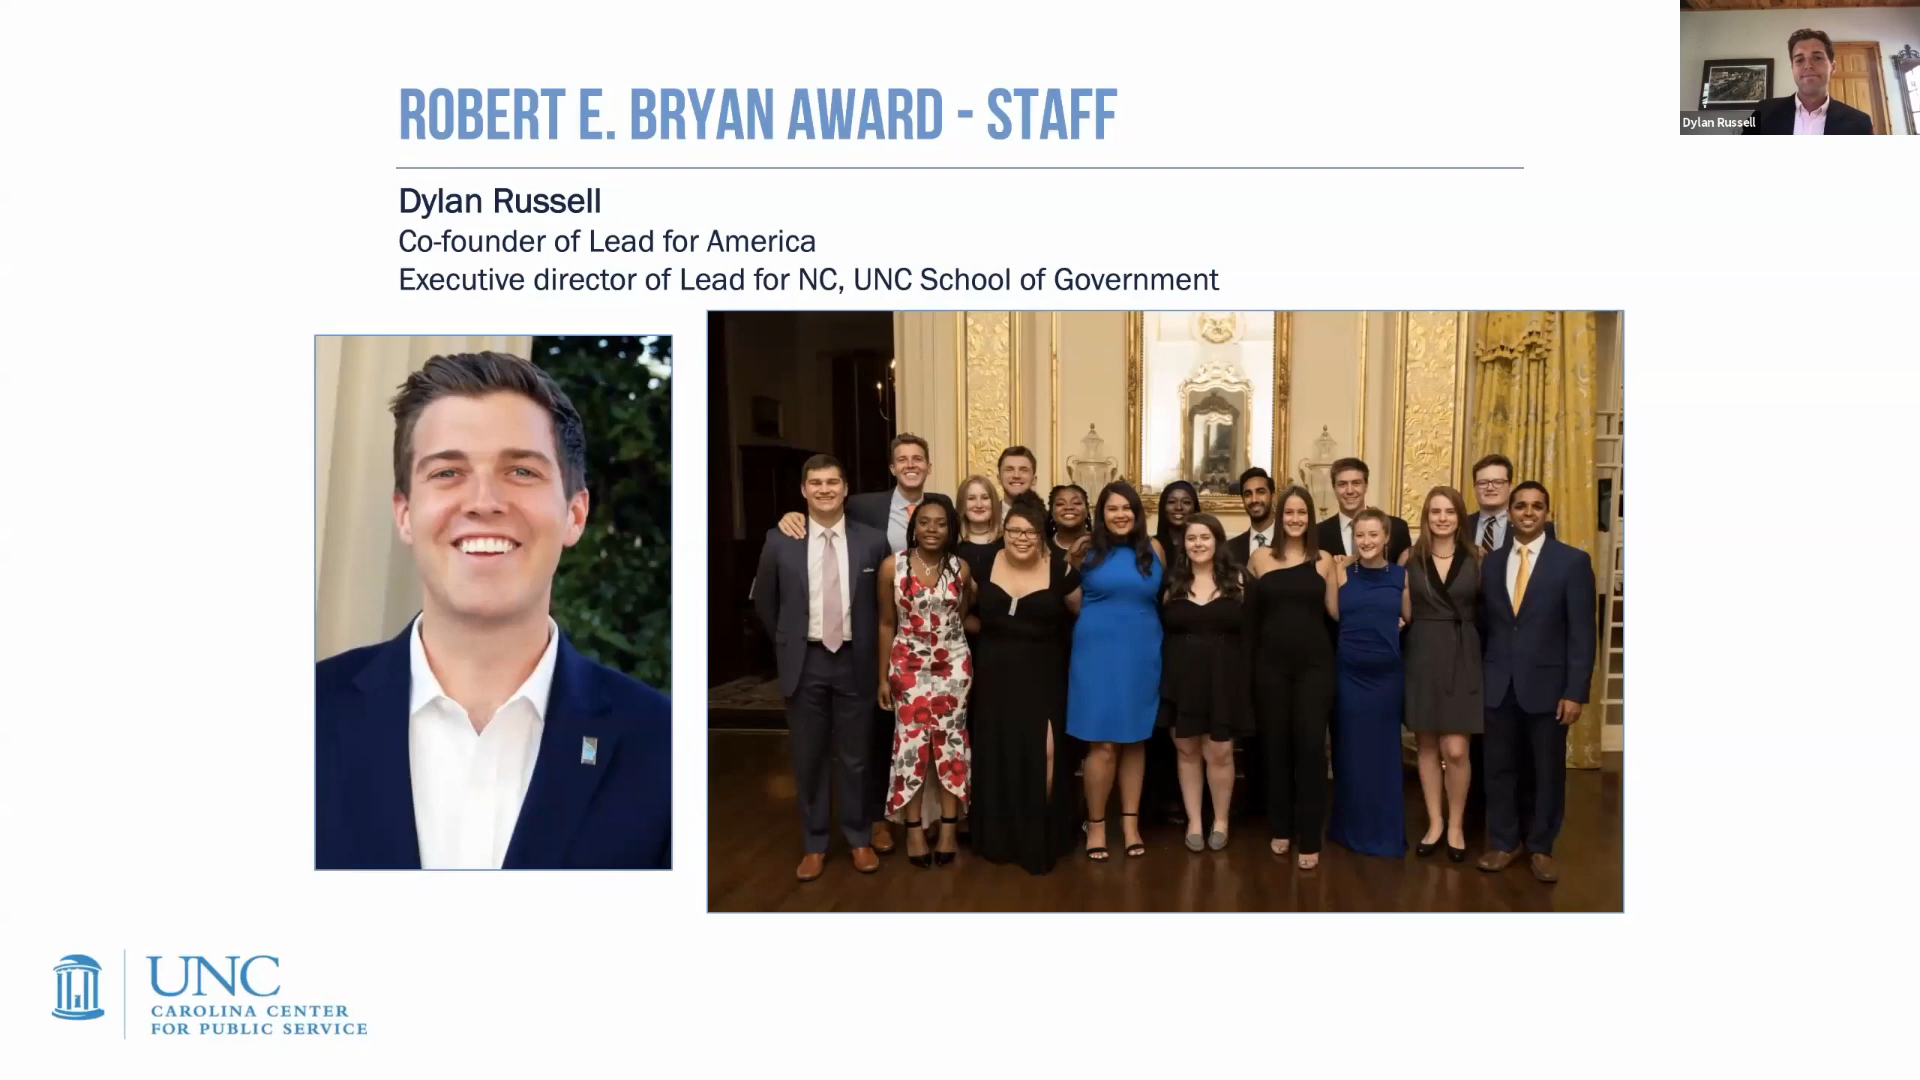 ROBERT E. BRYAN AWARD - STAFF
Dylan Russell
Dylan Russell
Co-founder of Lead for America
Executive director of Lead for NC, UNC School of Government
UNC
CAROLINA CENTER
FOR PUBLIC SERVICE